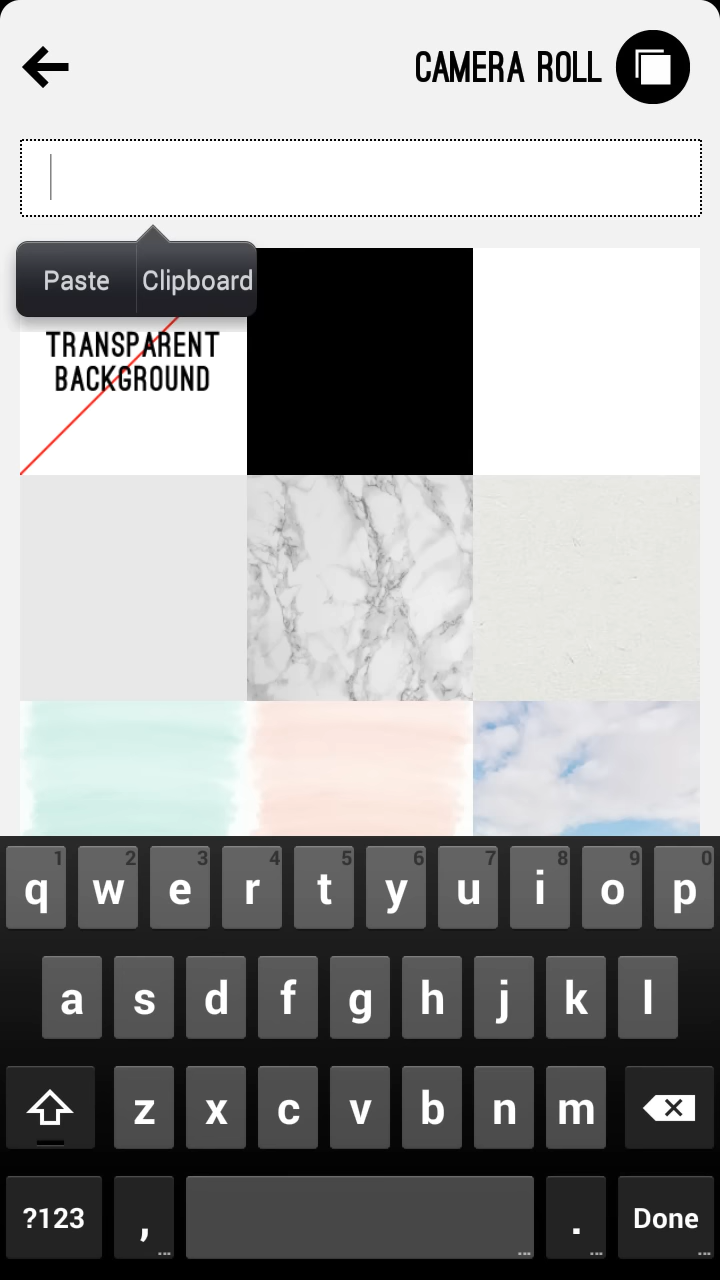 CAMERA ROLL
Paste Clipboard
TRANSPARENT
BACKGROUND
1 2 3 4 5 6 7 8 9 0
q w e r t y u i o p
a s d f g h j k l
z x c v b n m
?123 , . Done
... ... ... ...